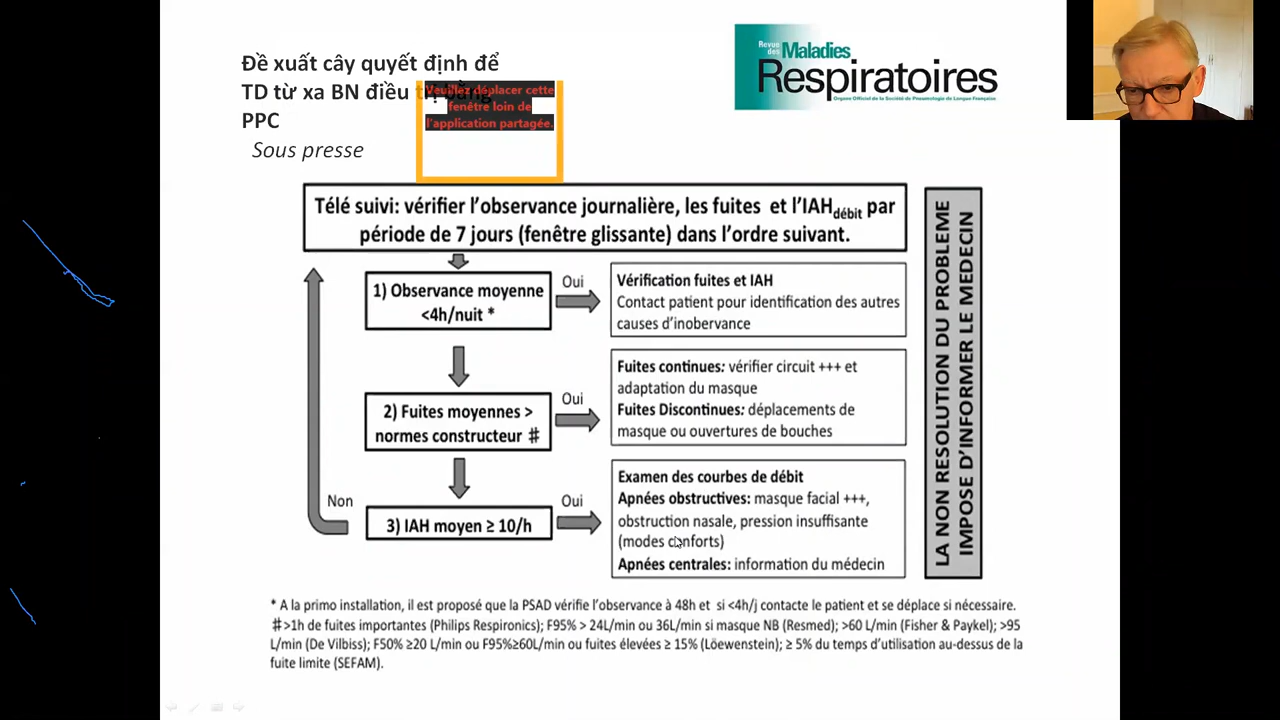 Đề xuất cây quyết định để
TD từ xa BN điều trị bằng
PPC
Sous presse
Veuillez déplacer cette
fenêtre loin de
l'application partagée.
Revue
des Maladies
Respiratoires
Organe Officiel de la Société de Pneumologie de Langue Française
Télé suivi: vérifier l'observance journalière, les fuites et l'IAHdébit par
période de 7 jours (fenêtre glissante) dans l'ordre suivant.
1) Observance moyenne
<4h/nuit *
Oui
Vérification fuites et IAH
Contact patient pour identification des autres
causes d'inobervance
2) Fuites moyennes >
normes constructeur #
Oui
Fuites continues: vérifier circuit +++ et
adaptation du masque
Fuites Discontinues: déplacements de
masque ou ouvertures de bouches
Non
3) IAH moyen ≥ 10/h
Oui
Examen des courbes de débit
Apnées obstructives: masque facial +++,
obstruction nasale, pression insuffisante
(modes conforts)
Apnées centrales: information du médecin
LA NON RESOLUTION DU PROBLEME
IMPOSE D'INFORMER LE MEDECIN
* A la primo installation, il est proposé que la PSAD vérifie l'observance à 48h et si <4h/j contacte le patient et se déplace si nécessaire.
#>1h de fuites importantes (Philips Respironics); F95% > 24L/min ou 36L/min si masque NB (Resmed); >60 L/min (Fisher & Paykel); >95
L/min (De Vilbiss); F50% ≥20 L/min ou F95%≥60L/min ou fuites élevées ≥ 15% (Löewenstein); ≥ 5% du temps d'utilisation au-dessus de la
fuite limite (SEFAM).